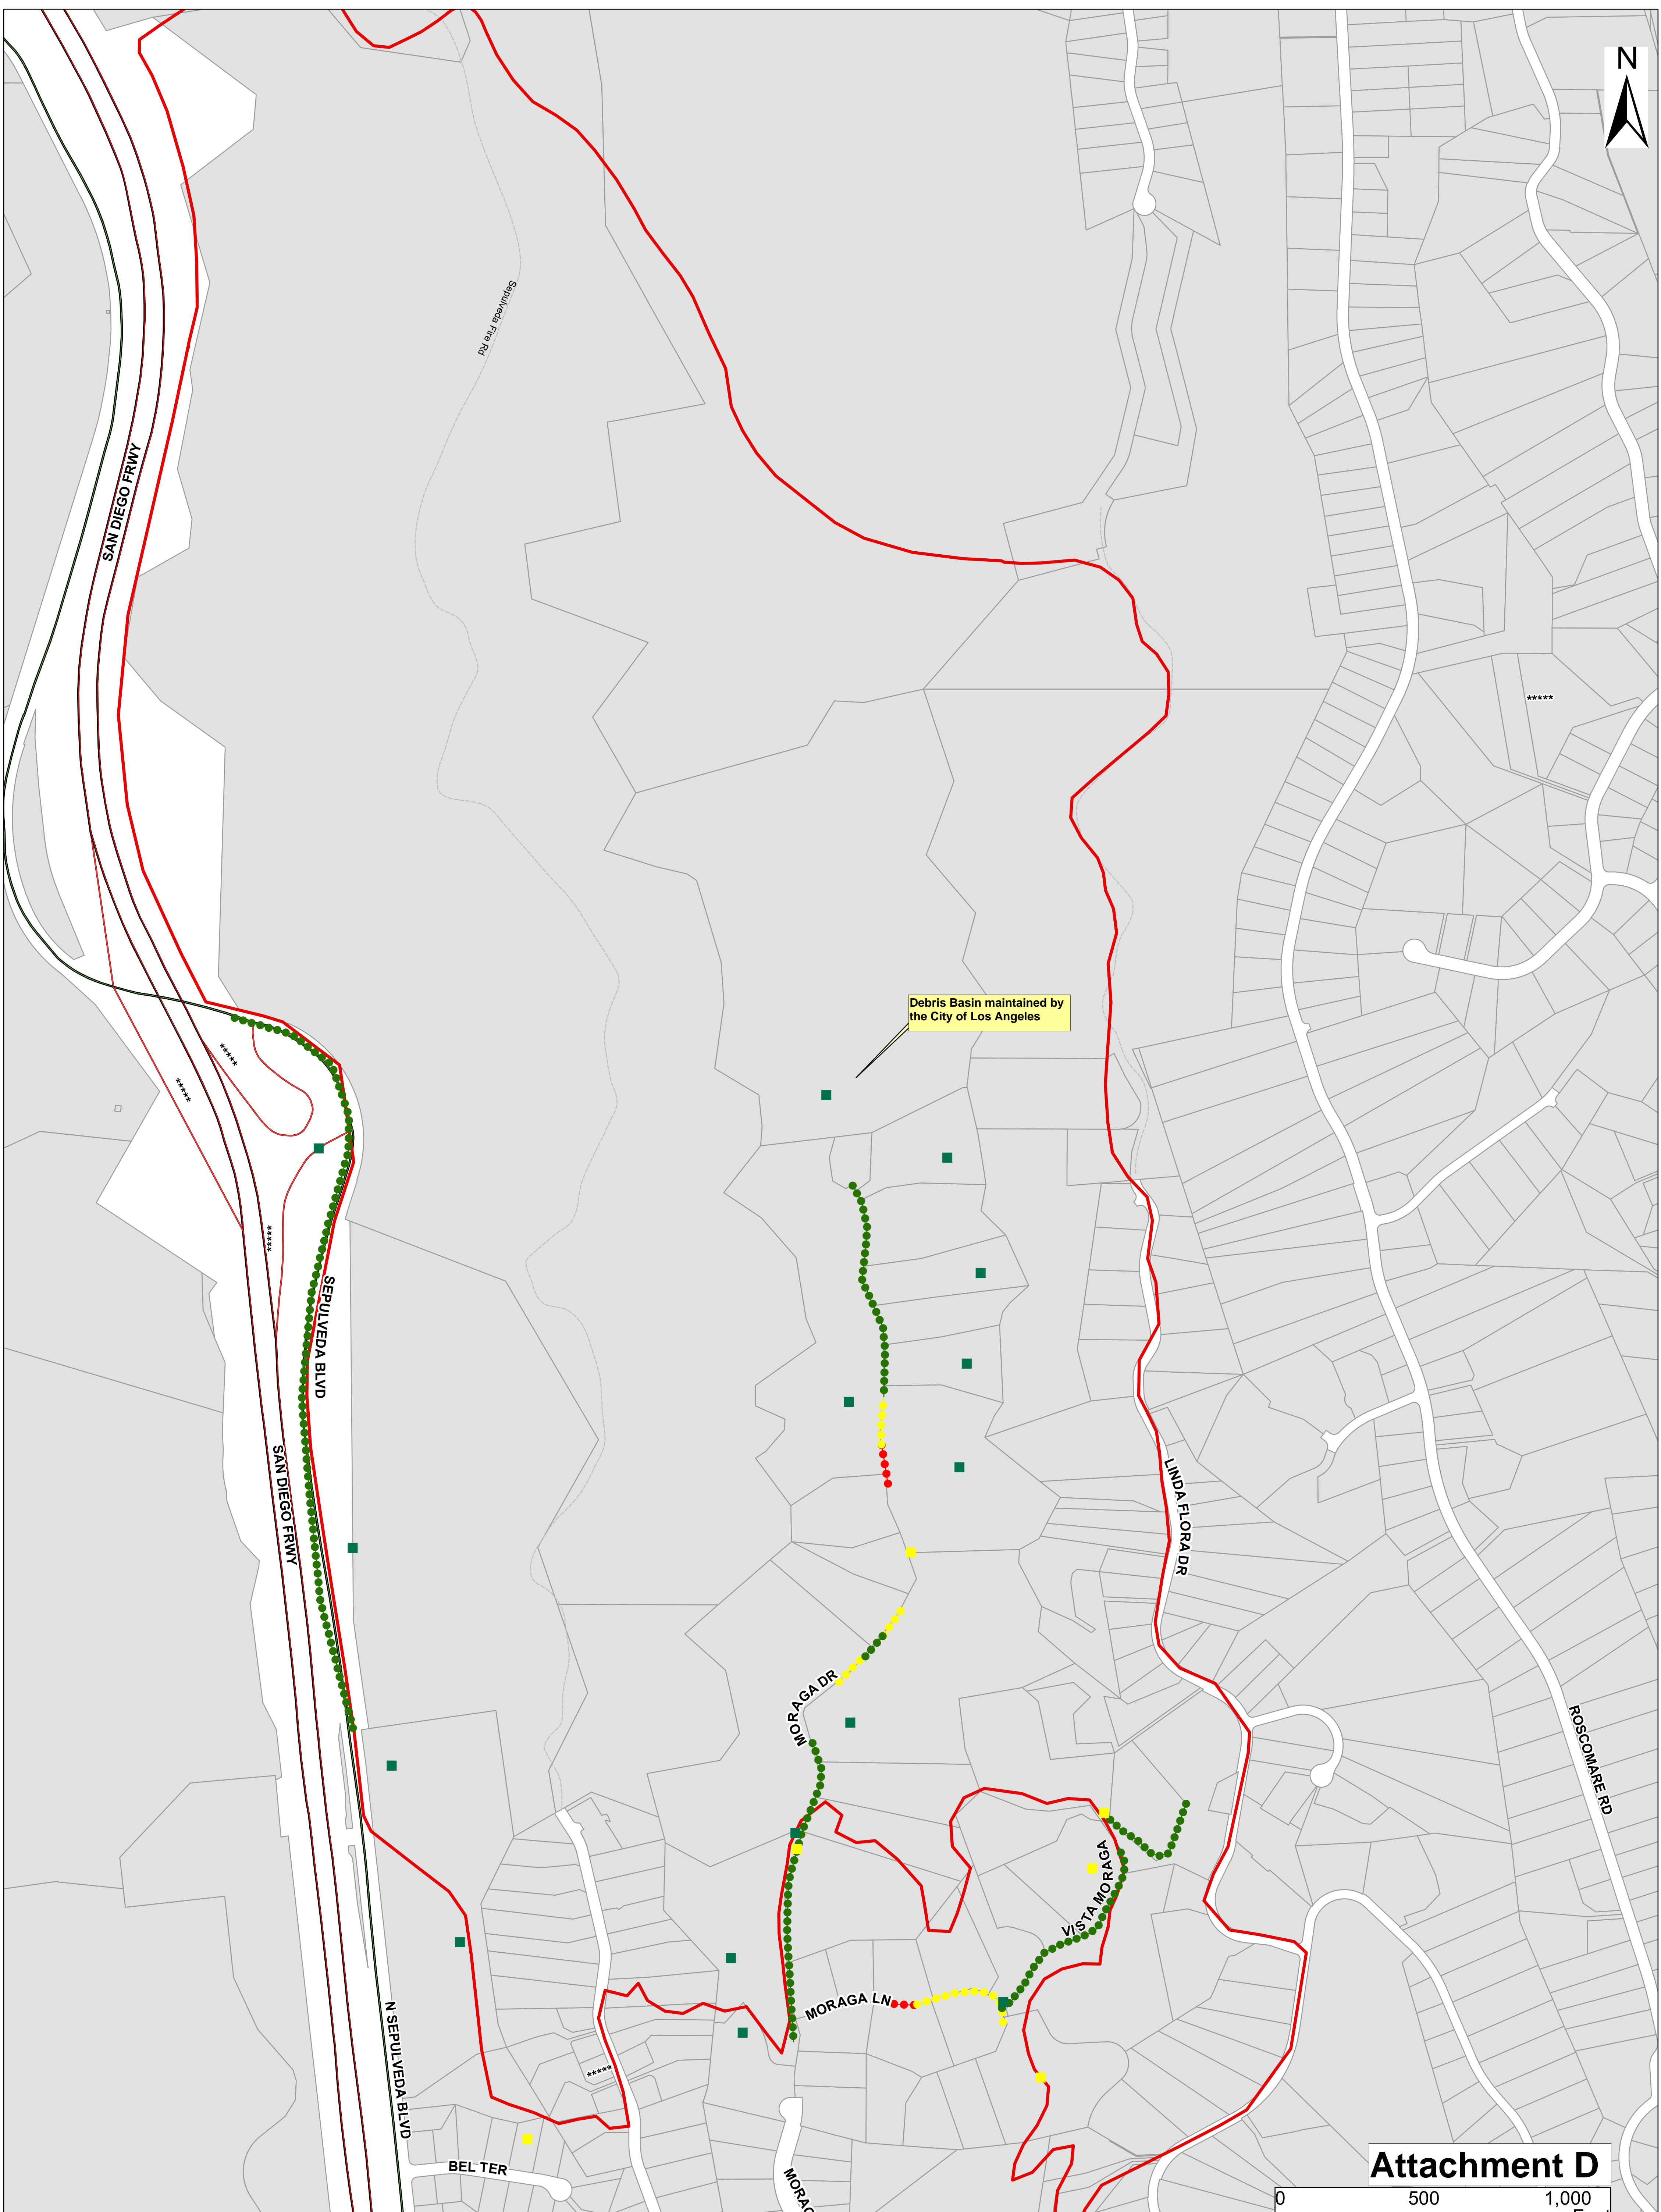 N
Sepulveda Fire Rd
SAN DIEGO FRWY
*****
Debris Basin maintained by
the City of Los Angeles
*****
*****
*****
SEPULVEDA BLVD
SAN DIEGO FRWY
LINDA FLORA DR
MORAGA DR
ROSCOMARE RD
VISTA MORAGA
MORAGA LN
N SEPULVEDA BLVD
*****
BEL TER
Attachment D
0 500 1,000